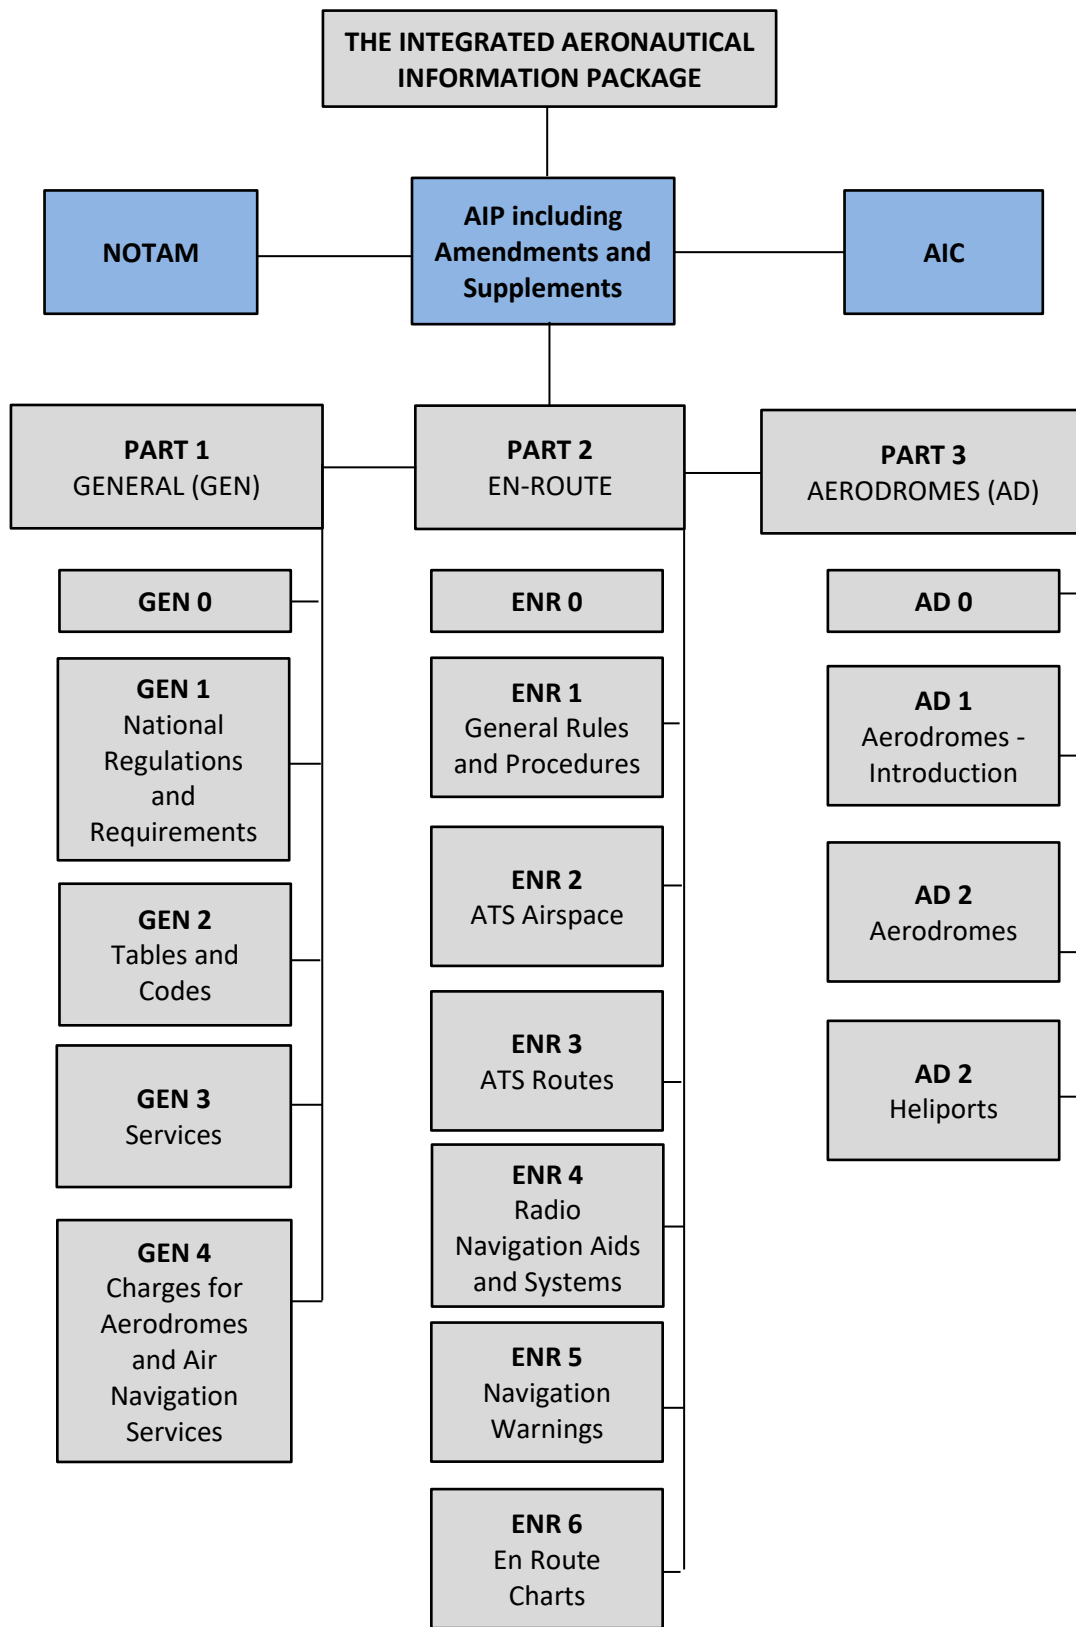 THE INTEGRATED AERONAUTICAL
INFORMATION PACKAGE
NOTAM
AIP including
Amendments and
Supplements
AIC
PART 1
GENERAL (GEN)
PART 2
EN-ROUTE
PART 3
AERODROMES (AD)
GEN 0
GEN 1
National
Regulations
and
Requirements
GEN 2
Tables and
Codes
GEN 3
Services
GEN 4
Charges for
Aerodromes
and Air
Navigation
Services
ENR 0
ENR 1
General Rules
and Procedures
ENR 2
ATS Airspace
ENR 3
ATS Routes
ENR 4
Radio
Navigation Aids
and Systems
ENR 5
Navigation
Warnings
ENR 6
En Route
Charts
AD 0
AD 1
Aerodromes -
Introduction
AD 2
Aerodromes
AD 2
Heliports